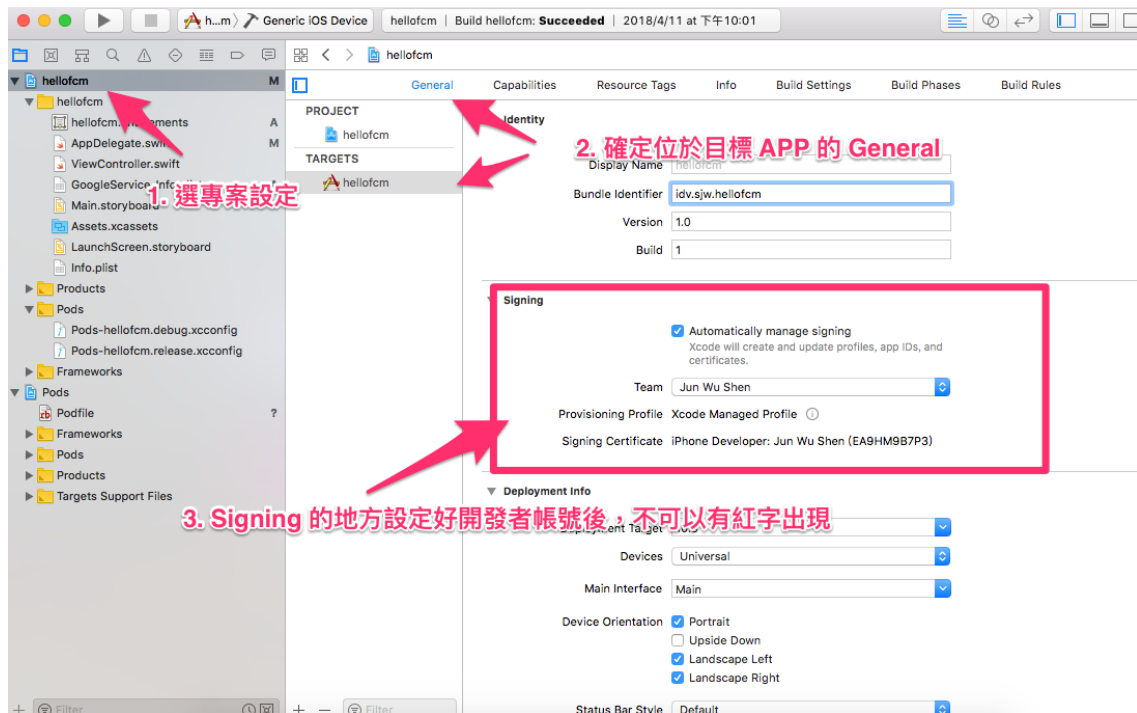 h...m Generic iOS Device
hellofcm | Build hellofcm: Succeeded | 2018/4/11 at 下午10:01
hellofcm
hellofcm M
hellofcm
hellofcm. A
AppDelegate.swift M
ViewController.swift
GoogleService-Info
Main.storyboard
Assets.xcassets
LaunchScreen.storyboard
Info.plist
Products
Pods
Pods-hellofcm.debug.xcconfig
Pods-hellofcm.release.xcconfig
Frameworks
Pods
Podfile ?
Frameworks
Pods
Products
Targets Support Files
Filter
1. 選專案設定
General Capabilities Resource Tags Info Build Settings Build Phases Build Rules
PROJECT
hellofcm
TARGETS
hellofcm
Filter
Identity
2. 確定位於目標 APP 的 General
Display Name hellofcm
Bundle Identifier idv.sjw.hellofcm
Version 1.0
Build 1
Signing
Automatically manage signing
Xcode will create and update profiles, app IDs, and
certificates.
Team Jun Wu Shen
Provisioning Profile Xcode Managed Profile
Signing Certificate iPhone Developer: Jun Wu Shen (EA9HM9B7P3)
Deployment Info
3. Signing 的地方設定好開發者帳號後，不可以有紅字出現
Deployment Target
Devices Universal
Main Interface Main
Device Orientation Portrait
Upside Down
Landscape Left
Landscape Right
Status Bar Style Default